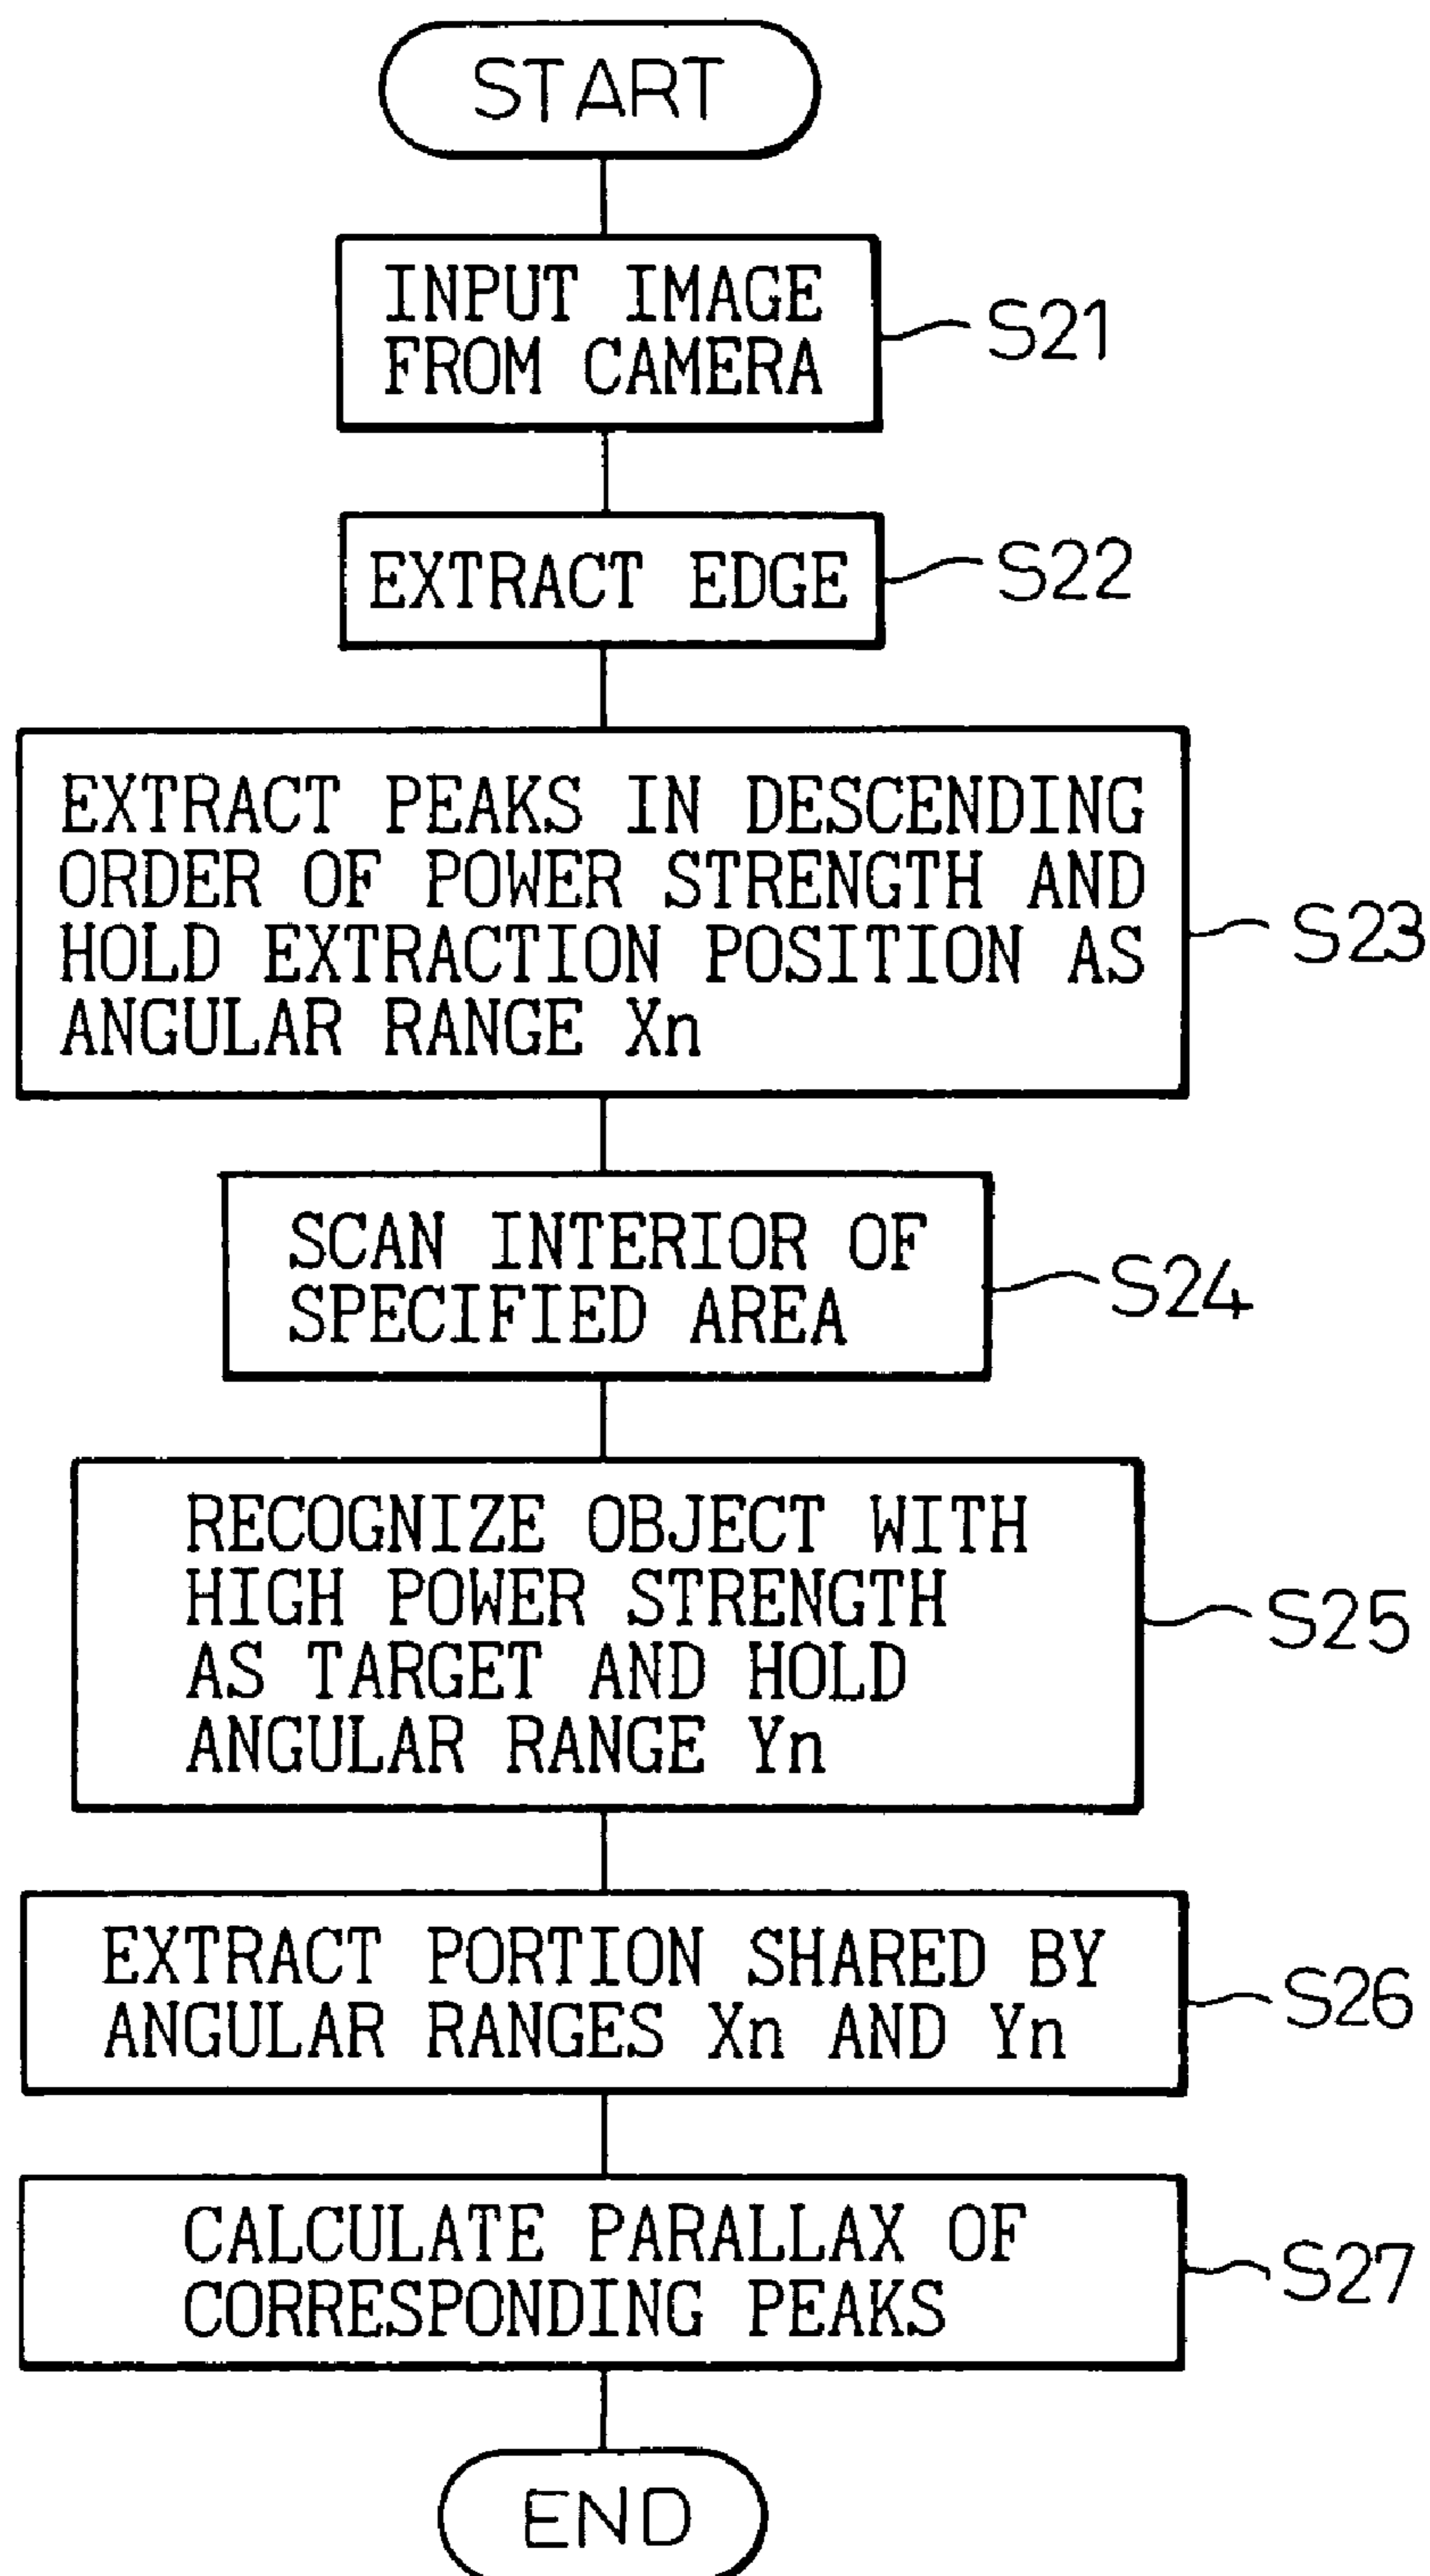 START
INPUT IMAGE
FROM CAMERA
S21
EXTRACT EDGE
S22
EXTRACT PEAKS IN DESCENDING
ORDER OF POWER STRENGTH AND
HOLD EXTRACTION POSITION AS
ANGULAR RANGE Xn
S23
SCAN INTERIOR OF
SPECIFIED AREA
S24
RECOGNIZE OBJECT WITH
HIGH POWER STRENGTH
AS TARGET AND HOLD
ANGULAR RANGE Yn
S25
EXTRACT PORTION SHARED BY
ANGULAR RANGES Xn AND Yn
S26
CALCULATE PARALLAX OF
CORRESPONDING PEAKS
S27
END